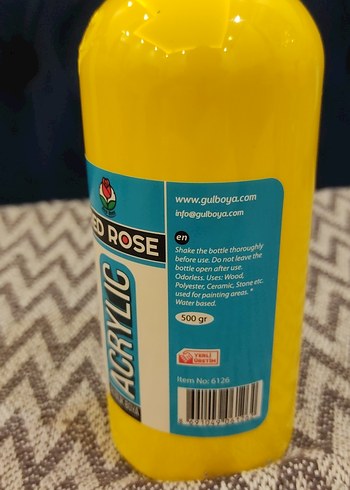 ED ROSE
ACRYLIC
www.gulboya.com
info@gulboya.com
en
Shake the bottle thoroughly
before use. Do not leave the
bottle open after use.
Odorless. Uses: Wood,
Polyester, Ceramic, Stone etc.
used for painting areas. *
Water based.
500 gr
YERLİ
ÜRETİM
Item No: 6126